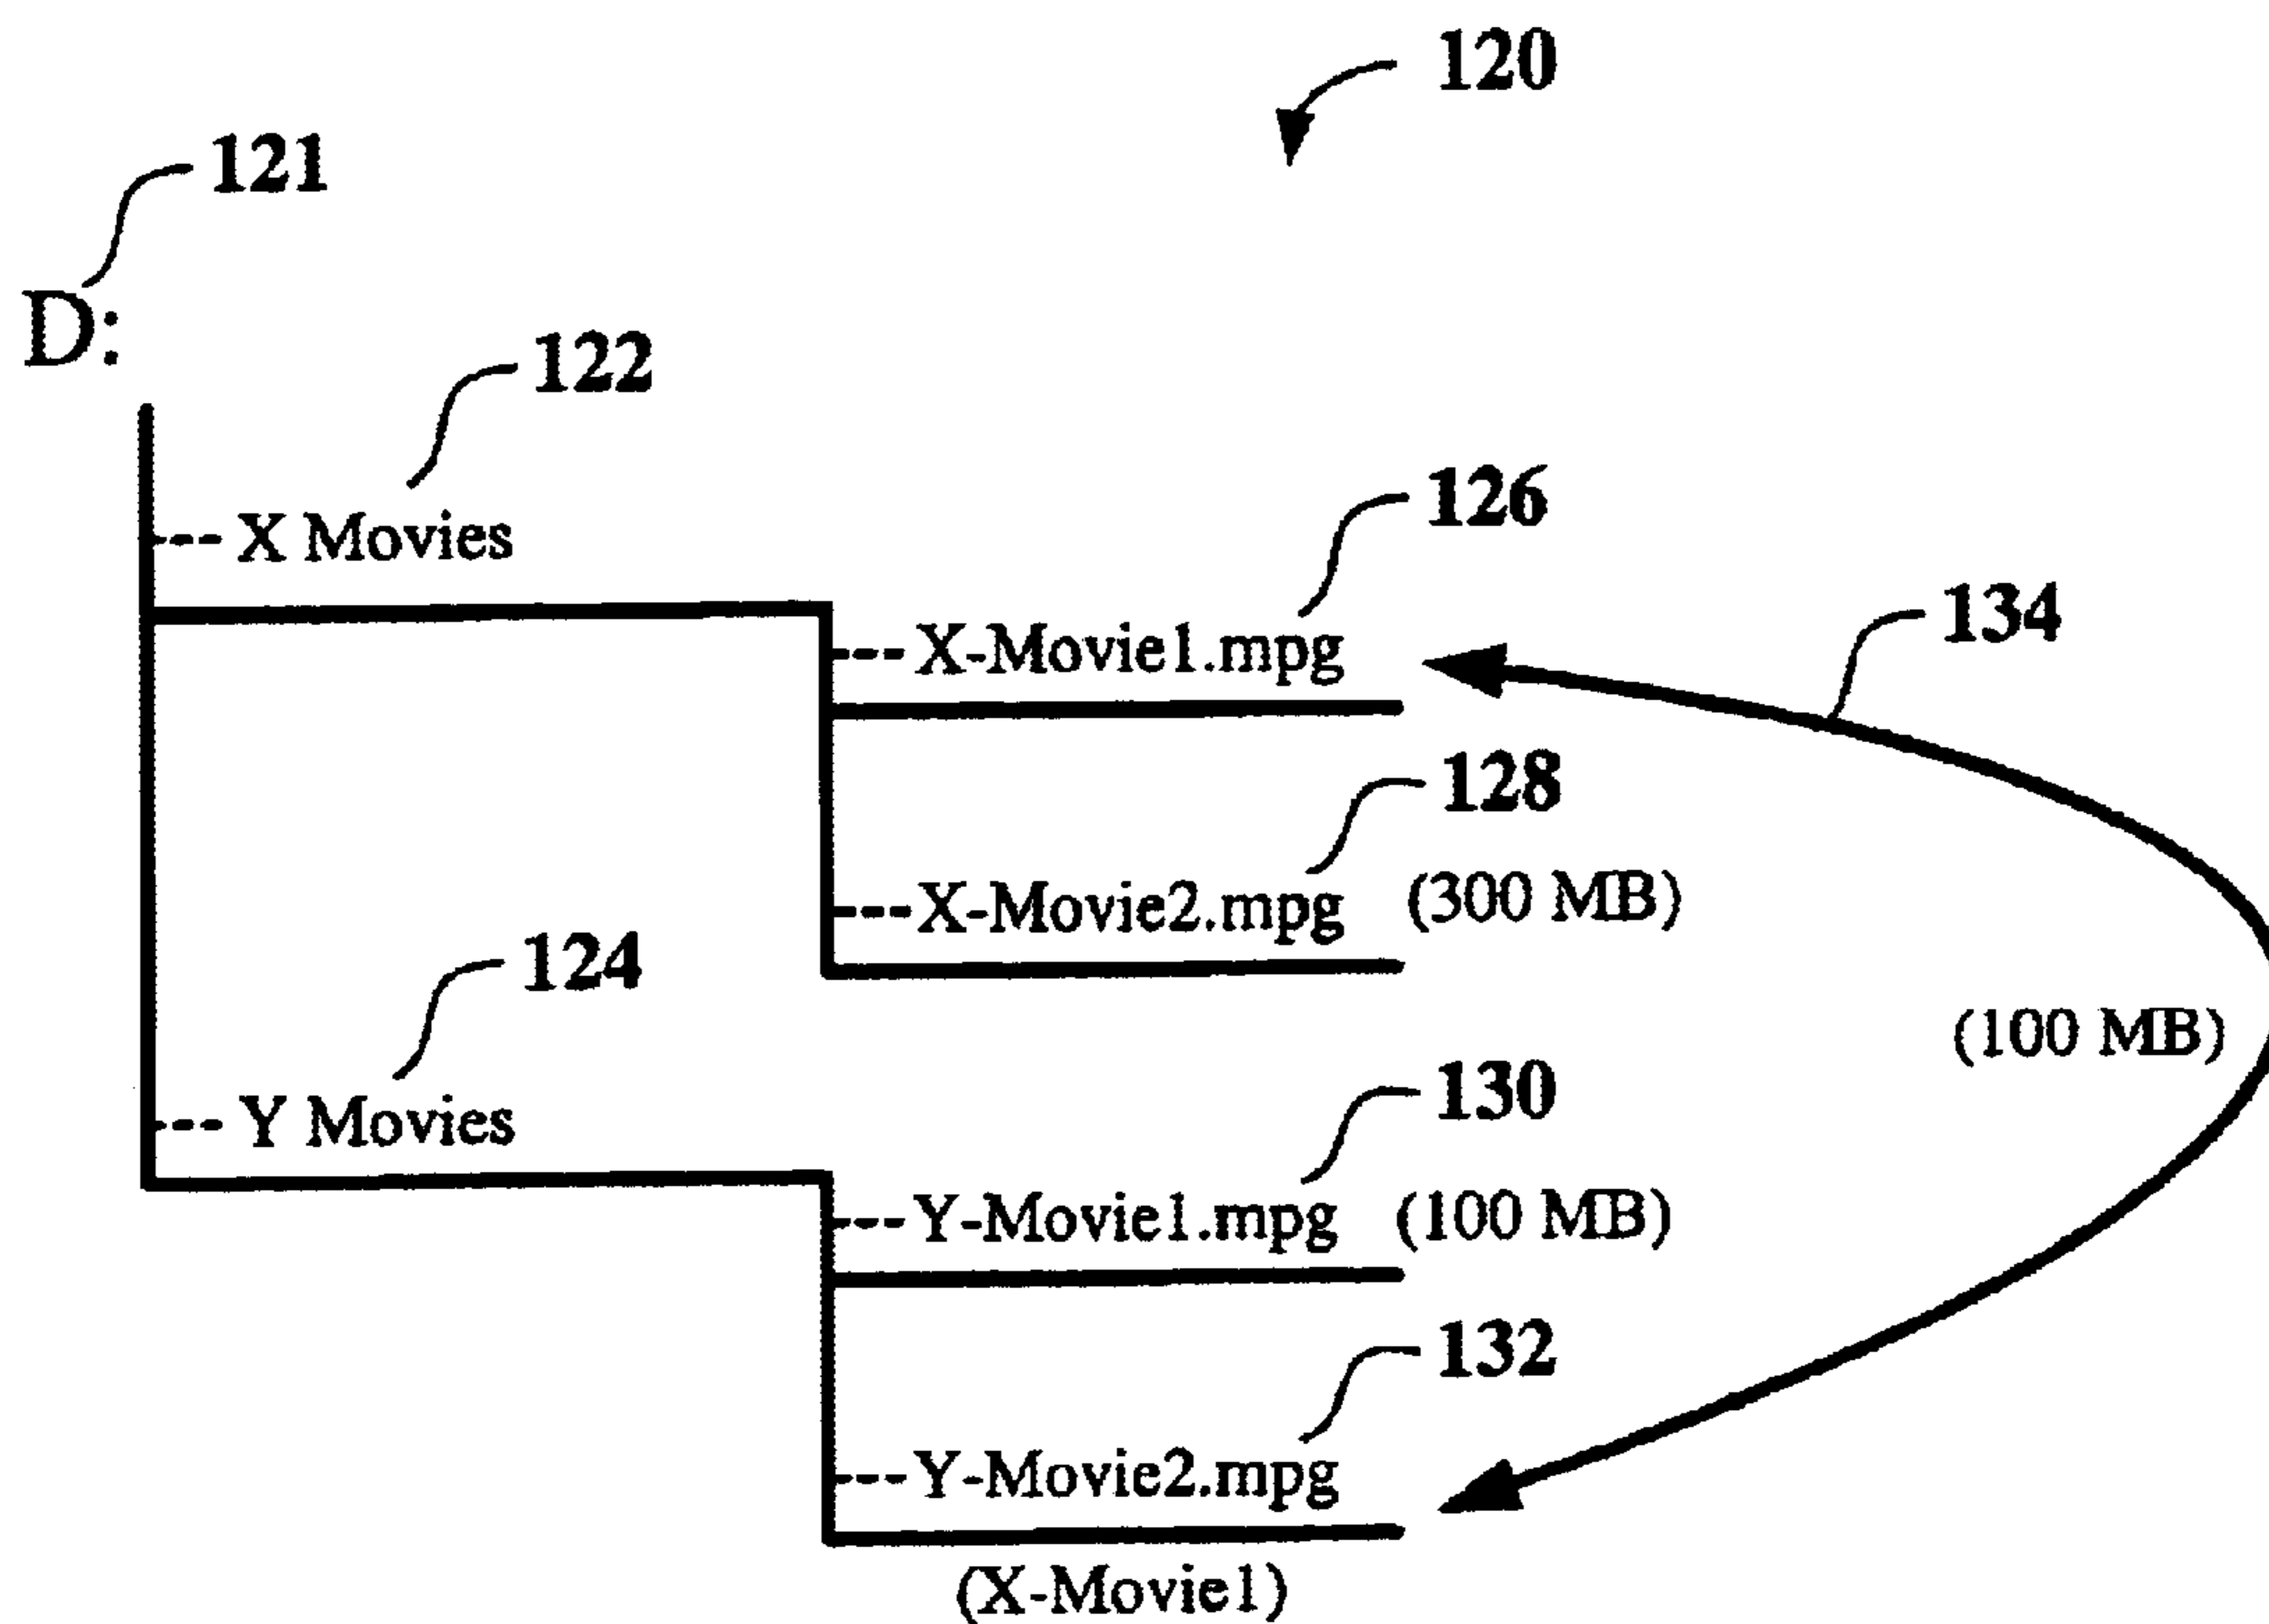 120
121
D:
122
--- X Movies
126
---X-Movie1.mpg
134
128
---X-Movie2.mpg (300 MB)
124
(100 MB)
--- Y Movies
130
---Y-Movie1.mpg (100 MB)
132
---Y-Movie2.mpg
(X-Movie1)